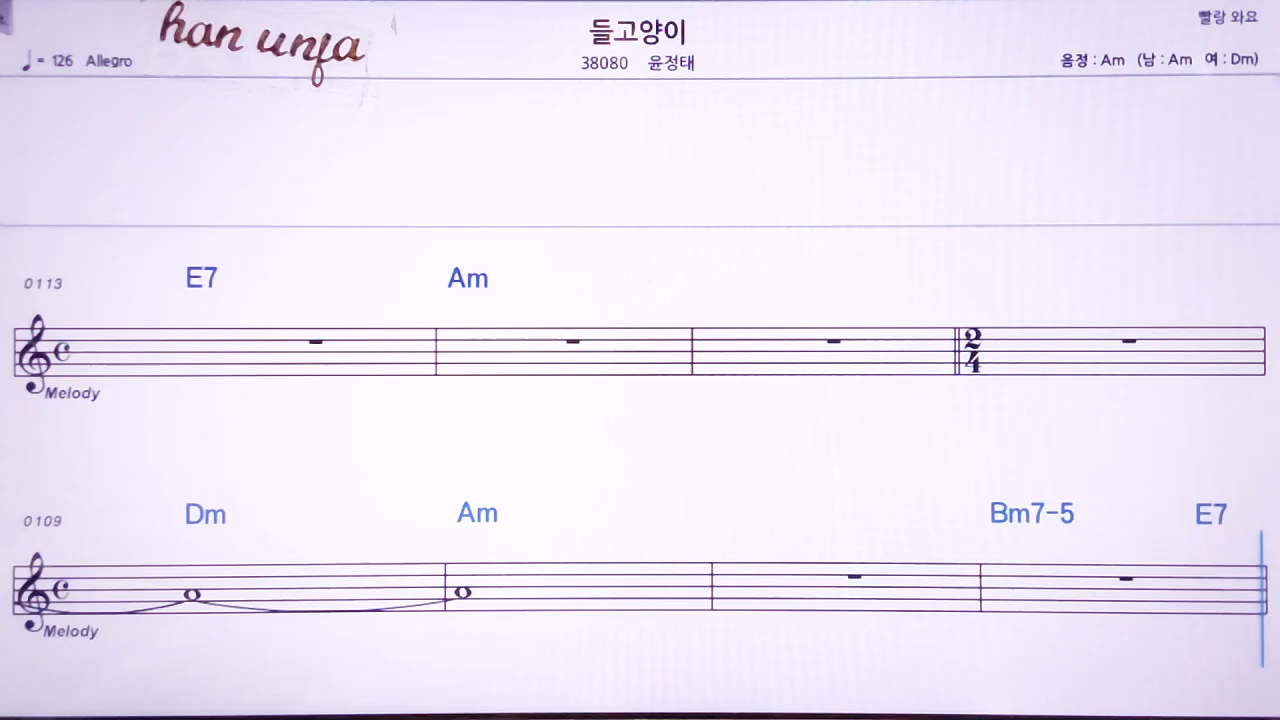 han unja
들고양이
빨랑 와요
♩= 126 Allegro
38080 윤정태
음정 : Am (남 : Am 여 : Dm)
E7 Am
0113
2
4
Melody
Dm Am Bm7-5 E7
0109
Melody